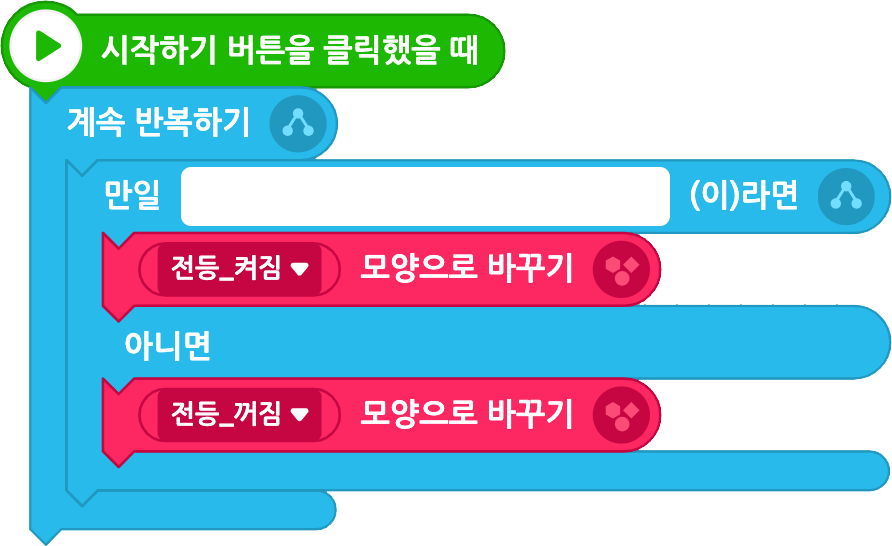 시작하기 버튼을 클릭했을 때
계속 반복하기
만일 (이)라면
전등_켜짐 모양으로 바꾸기
아니면
전등_꺼짐 모양으로 바꾸기